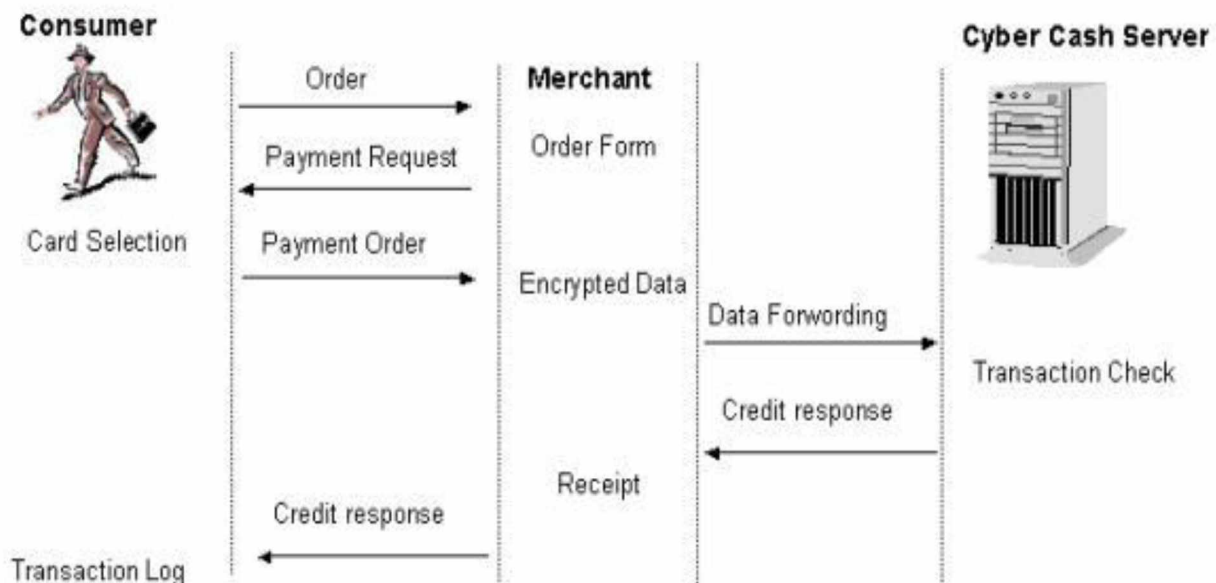 Consumer
Cyber Cash Server
Order
Merchant
Payment Request
Order Form
Card Selection
Payment Order
Encrypted Data
Data Forwording
Transaction Check
Credit response
Receipt
Credit response
Transaction Log